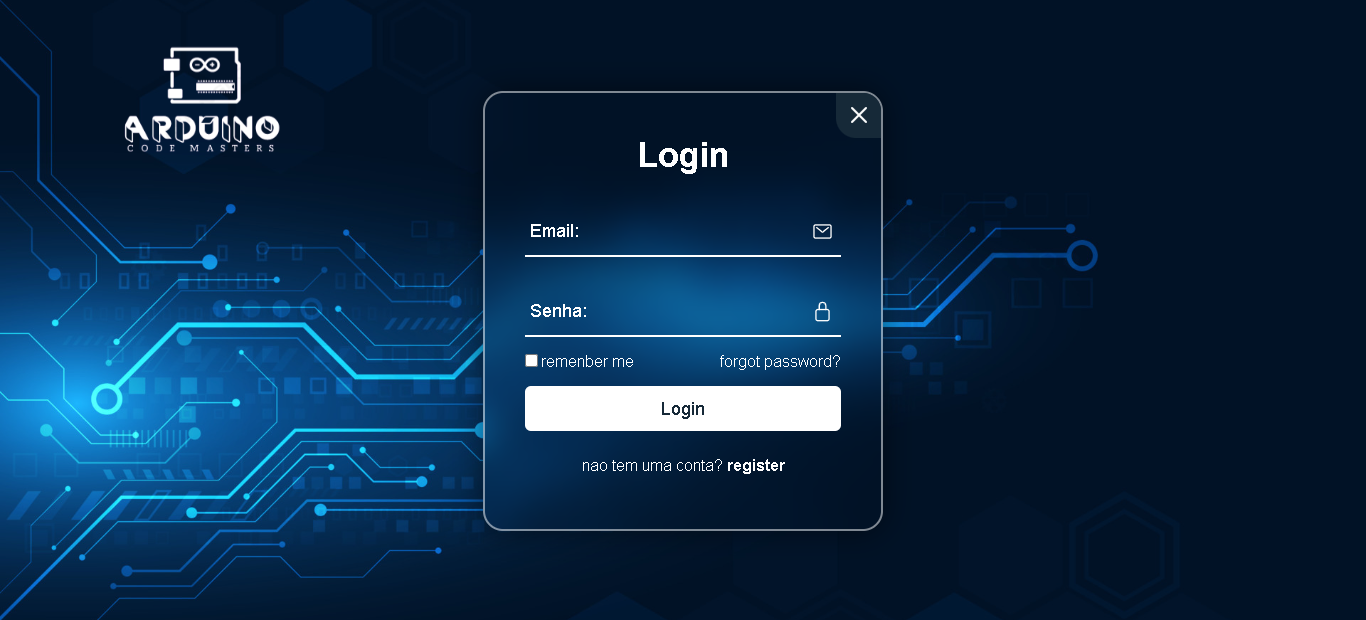 ARDUINO
CODE MASTERS
Login
Email:
Senha:
remenber me forgot password?
Login
nao tem uma conta? register